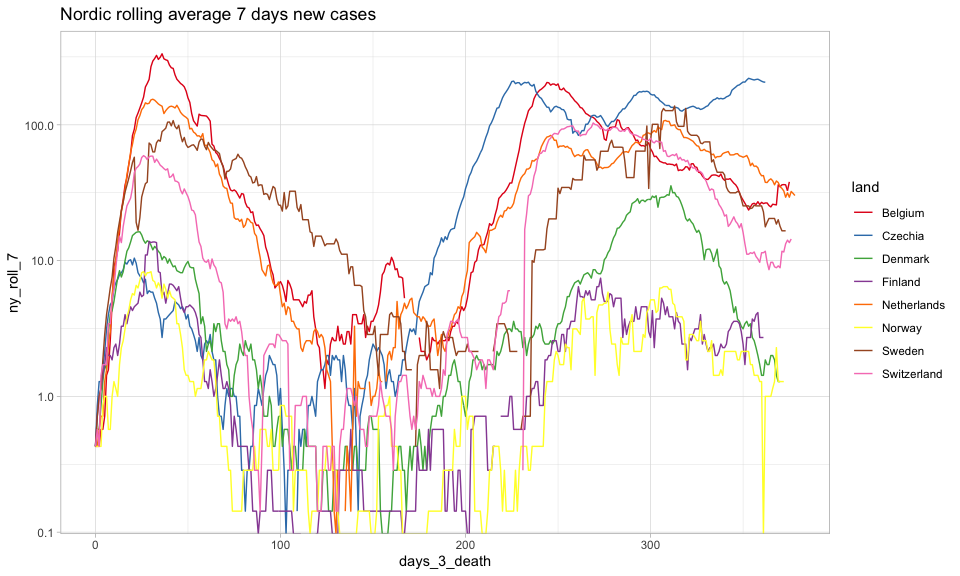 Nordic rolling average 7 days new cases
100.0
10.0
1.0
0.1
ny_roll_7
0 100 200 300
days_3_death
land
Belgium
Czechia
Denmark
Finland
Netherlands
Norway
Sweden
Switzerland